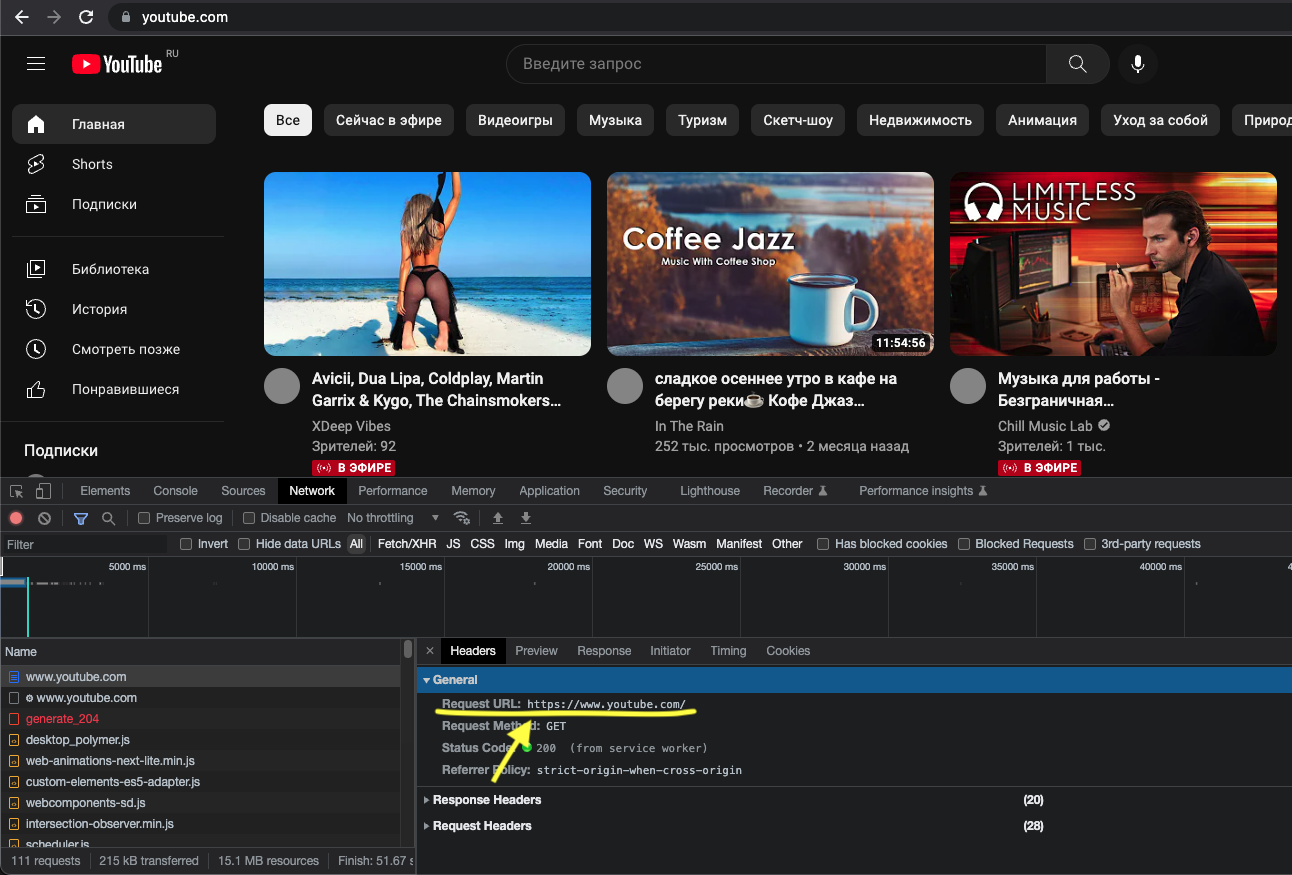 youtube.com
YouTube RU
Введите запрос
Главная
Shorts
Подписки
Библиотека
История
Смотреть позже
Понравившиеся
Подписки
Все Сейчас в эфире Видеоигры Музыка Туризм Скетч-шоу Недвижимость Анимация Уход за собой Природ
Coffee Jazz
Music With Coffee Shop
11:54:56
LIMITLESS
MUSIC
Avicii, Dua Lipa, Coldplay, Martin
Garrix & Kygo, The Chainsmokers...
XDeep Vibes
Зрителей: 92
В ЭФИРЕ
сладкое осеннее утро в кафе на
берегу реки☕ Кофе Джаз...
In The Rain
252 тыс. просмотров • 2 месяца назад
Музыка для работы -
Безграничная...
Chill Music Lab
Зрителей: 1 тыс.
В ЭФИРЕ
Elements Console Sources Network Performance Memory Application Security Lighthouse Recorder Performance insights
Preserve log Disable cache No throttling
Filter Invert Hide data URLs All Fetch/XHR JS CSS Img Media Font Doc WS Wasm Manifest Other Has blocked cookies Blocked Requests 3rd-party requests
5000 ms 10000 ms 15000 ms 20000 ms 25000 ms 30000 ms 35000 ms 40000 ms 4
Name
www.youtube.com
www.youtube.com
generate_204
desktop_polymer.js
web-animations-next-lite.min.js
custom-elements-es5-adapter.js
webcomponents-sd.js
intersection-observer.min.js
scheduler.js
111 requests 215 kB transferred 15.1 MB resources Finish: 51.67 s
× Headers Preview Response Initiator Timing Cookies
General
Request URL: https://www.youtube.com/
Request Method: GET
Status Code: 200 (from service worker)
Referrer Policy: strict-origin-when-cross-origin
Response Headers (20)
Request Headers (28)